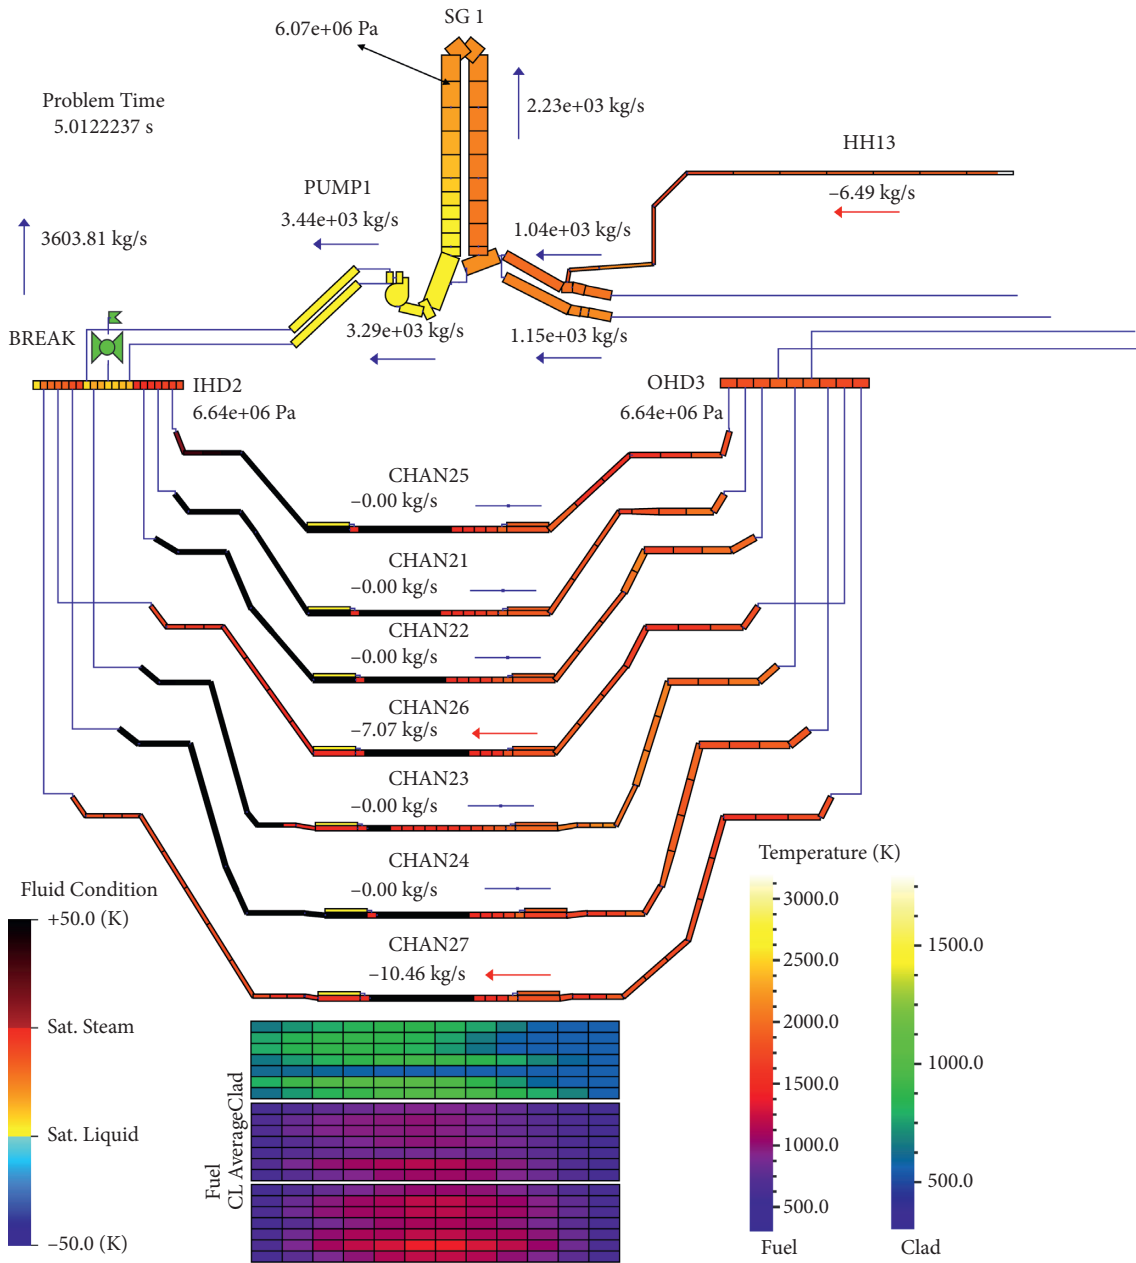 SG 1
6.07e+06 Pa
Problem Time
5.0122237 s
2.23e+03 kg/s
HH13
–6.49 kg/s
PUMP1
3.44e+03 kg/s
1.04e+03 kg/s
3603.81 kg/s
BREAK
3.29e+03 kg/s
1.15e+03 kg/s
IHD2
6.64e+06 Pa
OHD3
6.64e+06 Pa
CHAN25
–0.00 kg/s
CHAN21
–0.00 kg/s
CHAN22
–0.00 kg/s
CHAN26
–7.07 kg/s
CHAN23
–0.00 kg/s
CHAN24
–0.00 kg/s
CHAN27
–10.46 kg/s
Fluid Condition
+50.0 (K)
Sat. Steam
Sat. Liquid
–50.0 (K)
Fuel
CL Average Clad
Temperature (K)
3000.0
2500.0
2000.0
1500.0
1000.0
500.0
Fuel
1500.0
1000.0
500.0
Clad